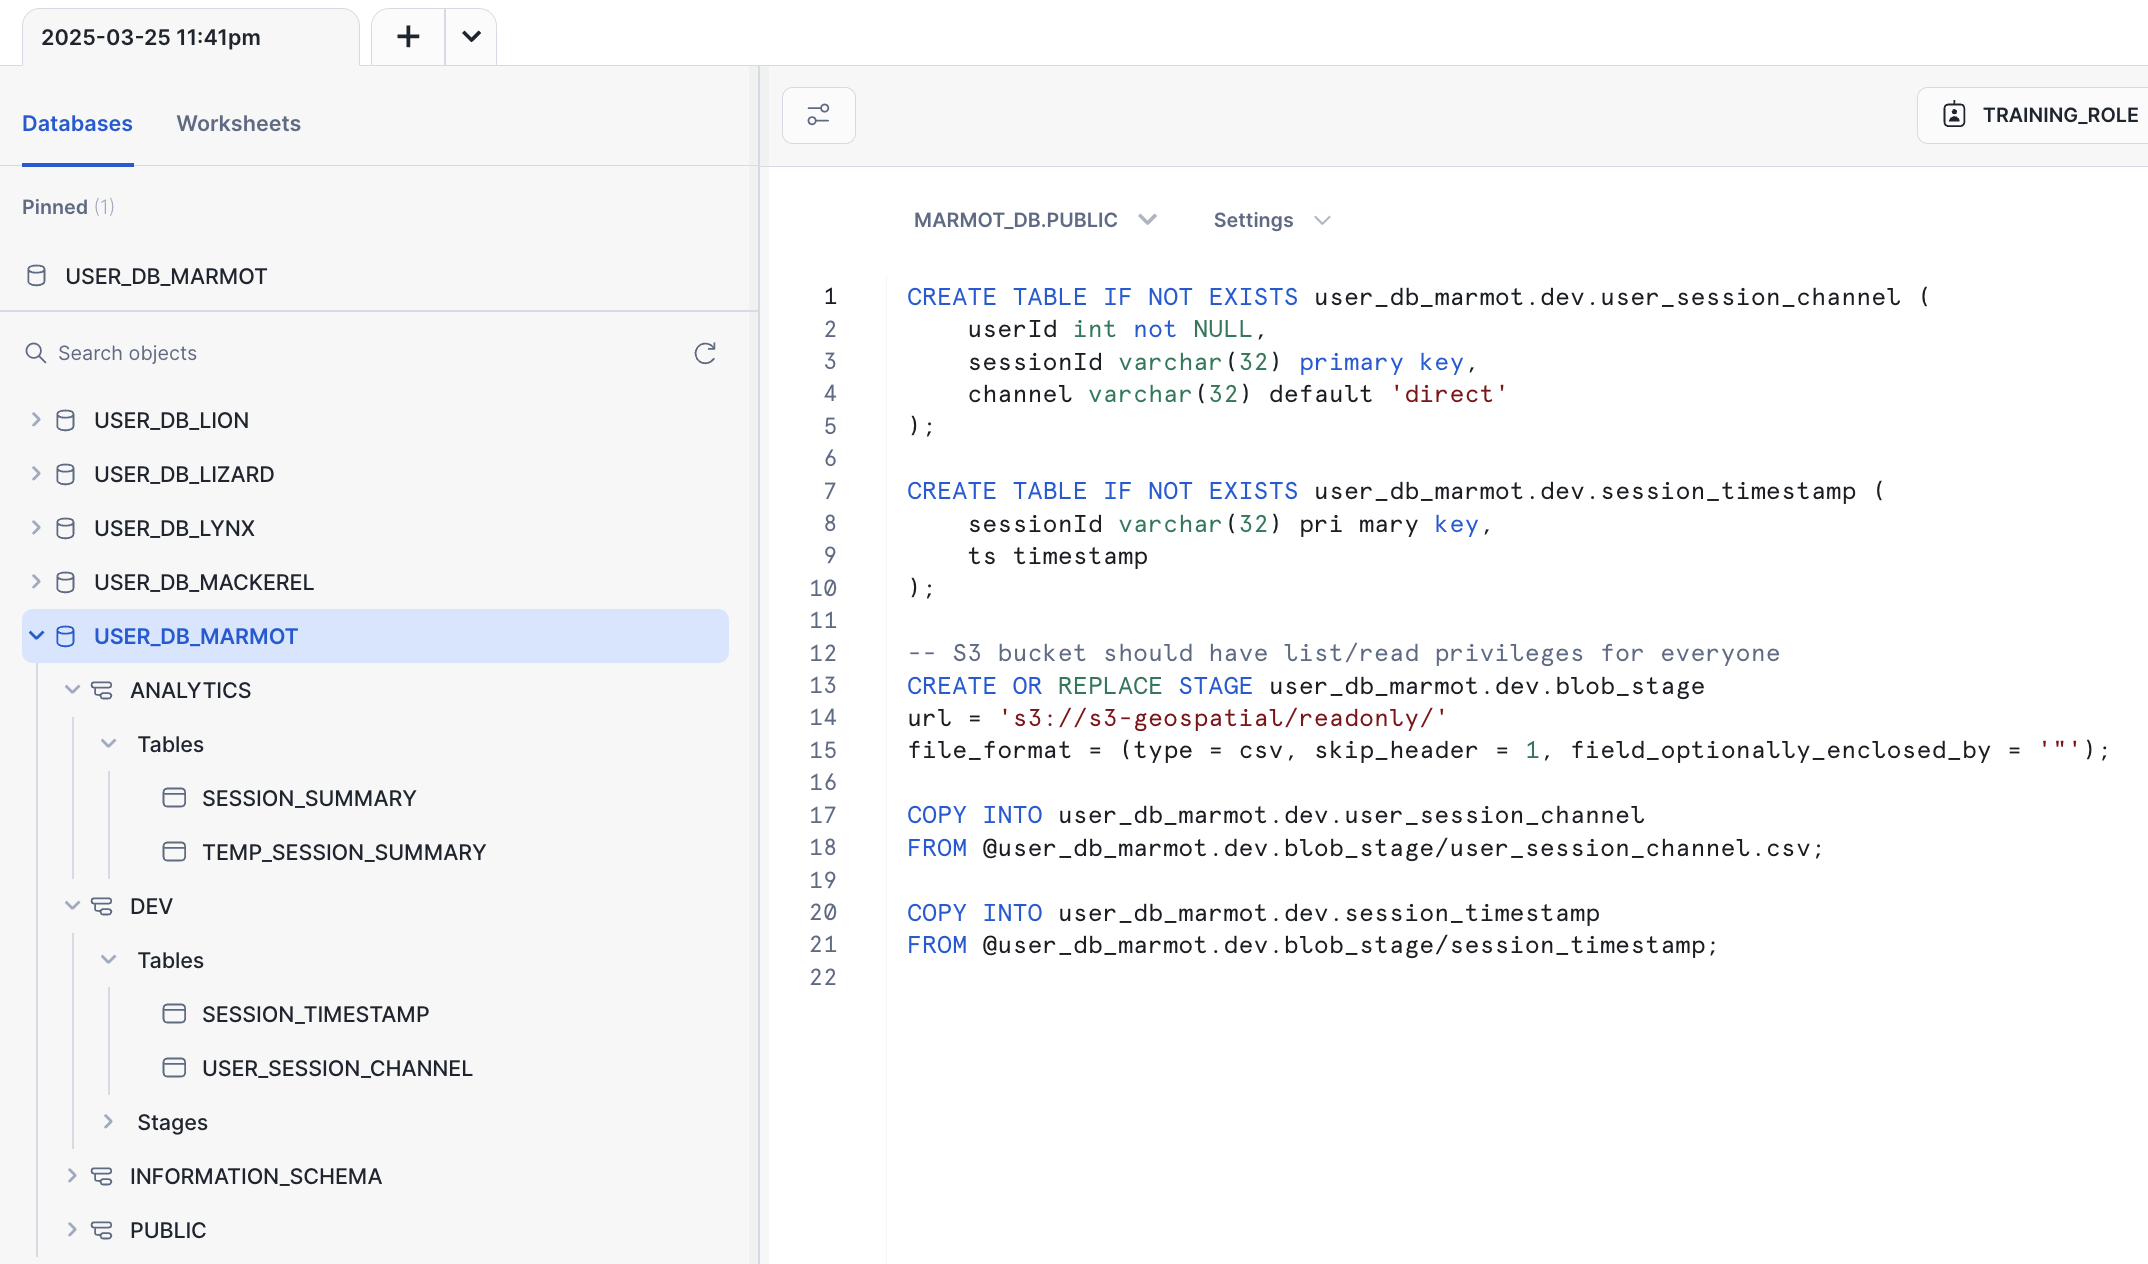 2025-03-25 11:41pm
Databases
Worksheets
Pinned (1)
USER_DB_MARMOT
Search objects
USER_DB_LION
USER_DB_LIZARD
USER_DB_LYNX
USER_DB_MACKEREL
USER_DB_MARMOT
ANALYTICS
Tables
SESSION_SUMMARY
TEMP_SESSION_SUMMARY
DEV
Tables
SESSION_TIMESTAMP
USER_SESSION_CHANNEL
Stages
INFORMATION_SCHEMA
PUBLIC
TRAINING_ROLE
MARMOT_DB.PUBLIC
Settings
1 CREATE TABLE IF NOT EXISTS user_db_marmot.dev.user_session_channel (
2     userId int not NULL,
3     sessionId varchar(32) primary key,
4     channel varchar(32) default 'direct'
5 );
6
7 CREATE TABLE IF NOT EXISTS user_db_marmot.dev.session_timestamp (
8     sessionId varchar(32) pri mary key,
9     ts timestamp
10 );
11
12 -- S3 bucket should have list/read privileges for everyone
13 CREATE OR REPLACE STAGE user_db_marmot.dev.blob_stage
14 url = 's3://s3-geospatial/readonly/'
15 file_format = (type = csv, skip_header = 1, field_optionally_enclosed_by = '"');
16
17 COPY INTO user_db_marmot.dev.user_session_channel
18 FROM @user_db_marmot.dev.blob_stage/user_session_channel.csv;
19
20 COPY INTO user_db_marmot.dev.session_timestamp
21 FROM @user_db_marmot.dev.blob_stage/session_timestamp;
22